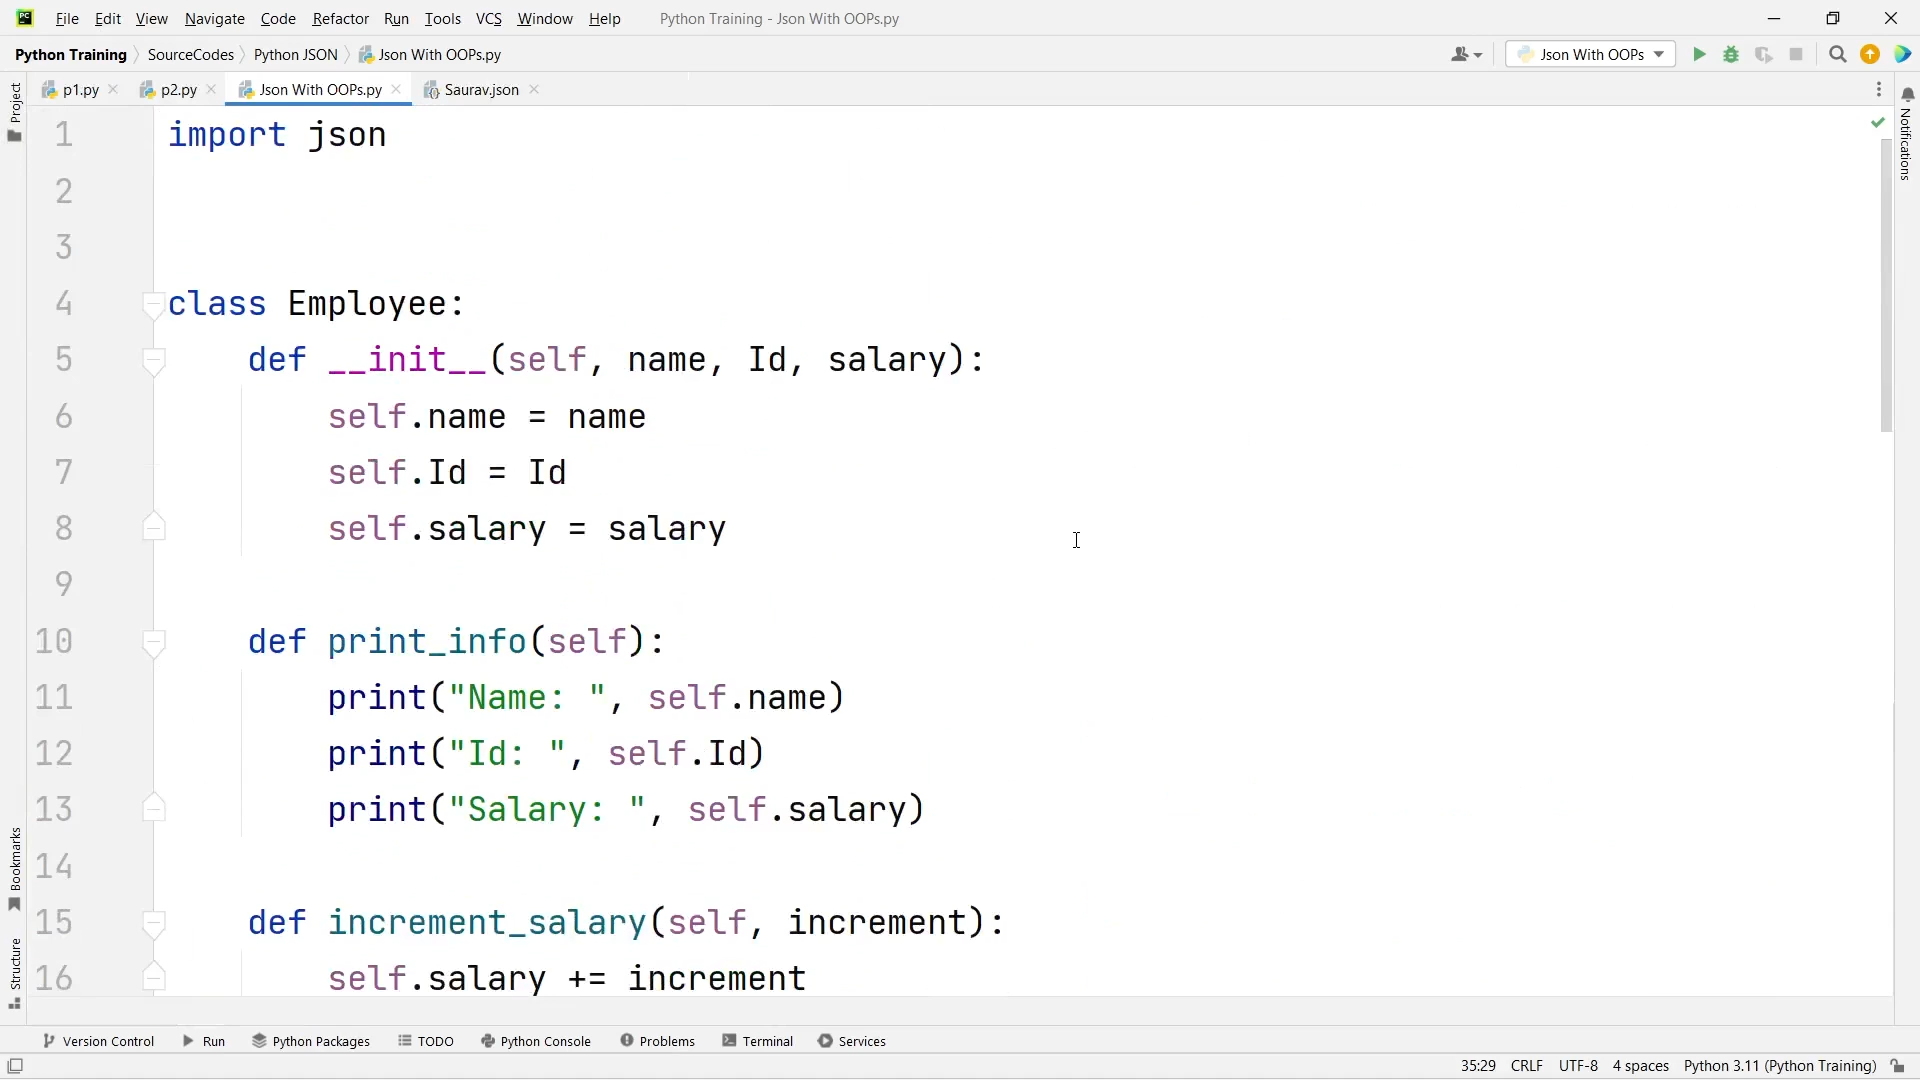 PC
File Edit View Navigate Code Refactor Run Tools VCS Window Help Python Training - Json With OOPs.py
Python Training SourceCodes Python JSON Json With OOPs.py Json With OOPs
p1.py p2.py Json With OOPs.py Saurav.json
Project
Notifications
1 import json
2
3
4 class Employee:
5     def __init__(self, name, Id, salary):
6         self.name = name
7         self.Id = Id
8         self.salary = salary
9
10     def print_info(self):
11         print("Name: ", self.name)
12         print("Id: ", self.Id)
13         print("Salary: ", self.salary)
14
15     def increment_salary(self, increment):
16         self.salary += increment
Bookmarks
Structure
Version Control Run Python Packages TODO Python Console Problems Terminal Services
35:29 CRLF UTF-8 4 spaces Python 3.11 (Python Training)